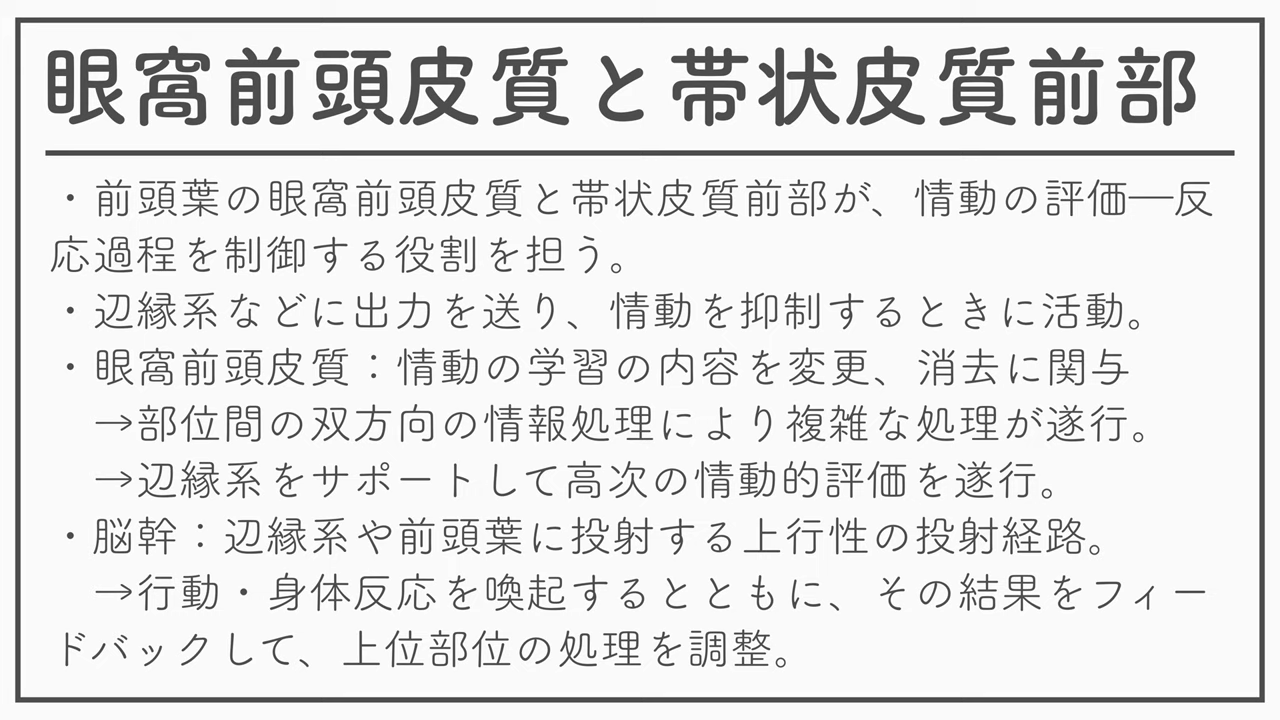 眼窩前頭皮質と帯状皮質前部
・前頭葉の眼窩前頭皮質と帯状皮質前部が、情動の評価―反
応過程を制御する役割を担う。
・辺縁系などに出力を送り、情動を抑制するときに活動。
・眼窩前頭皮質：情動の学習の内容を変更、消去に関与
　→部位間の双方向の情報処理により複雑な処理が遂行。
　→辺縁系をサポートして高次の情動的評価を遂行。
・脳幹：辺縁系や前頭葉に投射する上行性の投射経路。
　→行動・身体反応を喚起するとともに、その結果をフィー
ドバックして、上位部位の処理を調整。